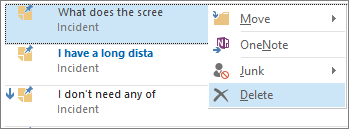 What does the scree
Incident
I have a long dista
Incident
I don't need any of
Incident
Move
OneNote
Junk
Delete